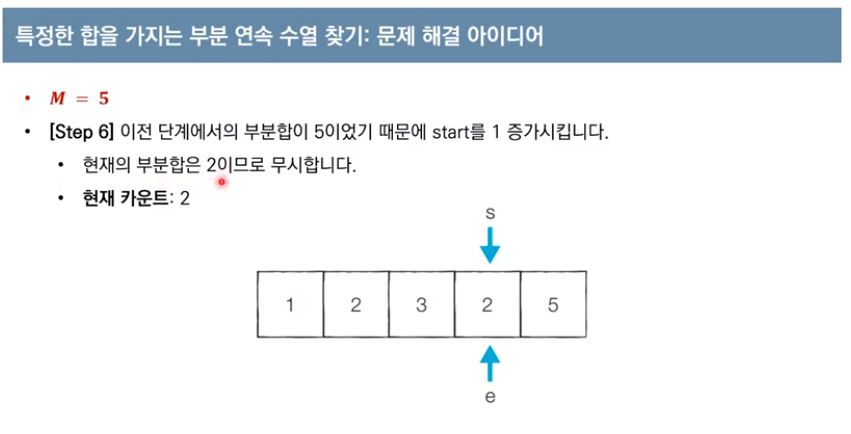 특정한 합을 가지는 부분 연속 수열 찾기: 문제 해결 아이디어
• M = 5
• [Step 6] 이전 단계에서의 부분합이 5이었기 때문에 start를 1 증가시킵니다.
• 현재의 부분합은 2이므로 무시합니다.
• 현재 카운트: 2
s
1 2 3 2 5
e